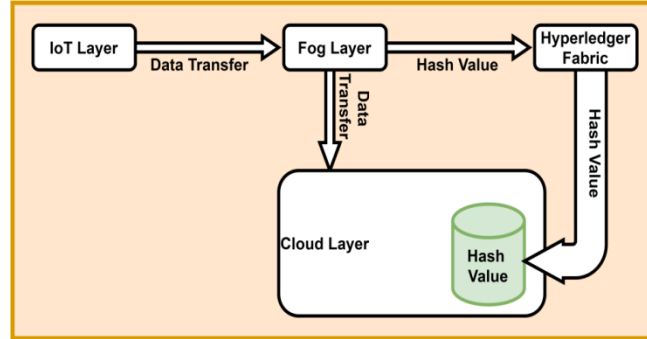 IoT Layer
Data Transfer
Fog Layer
Hash Value
Hyperledger
Fabric
Data
Transfer
Hash Value
Cloud Layer
Hash
Value